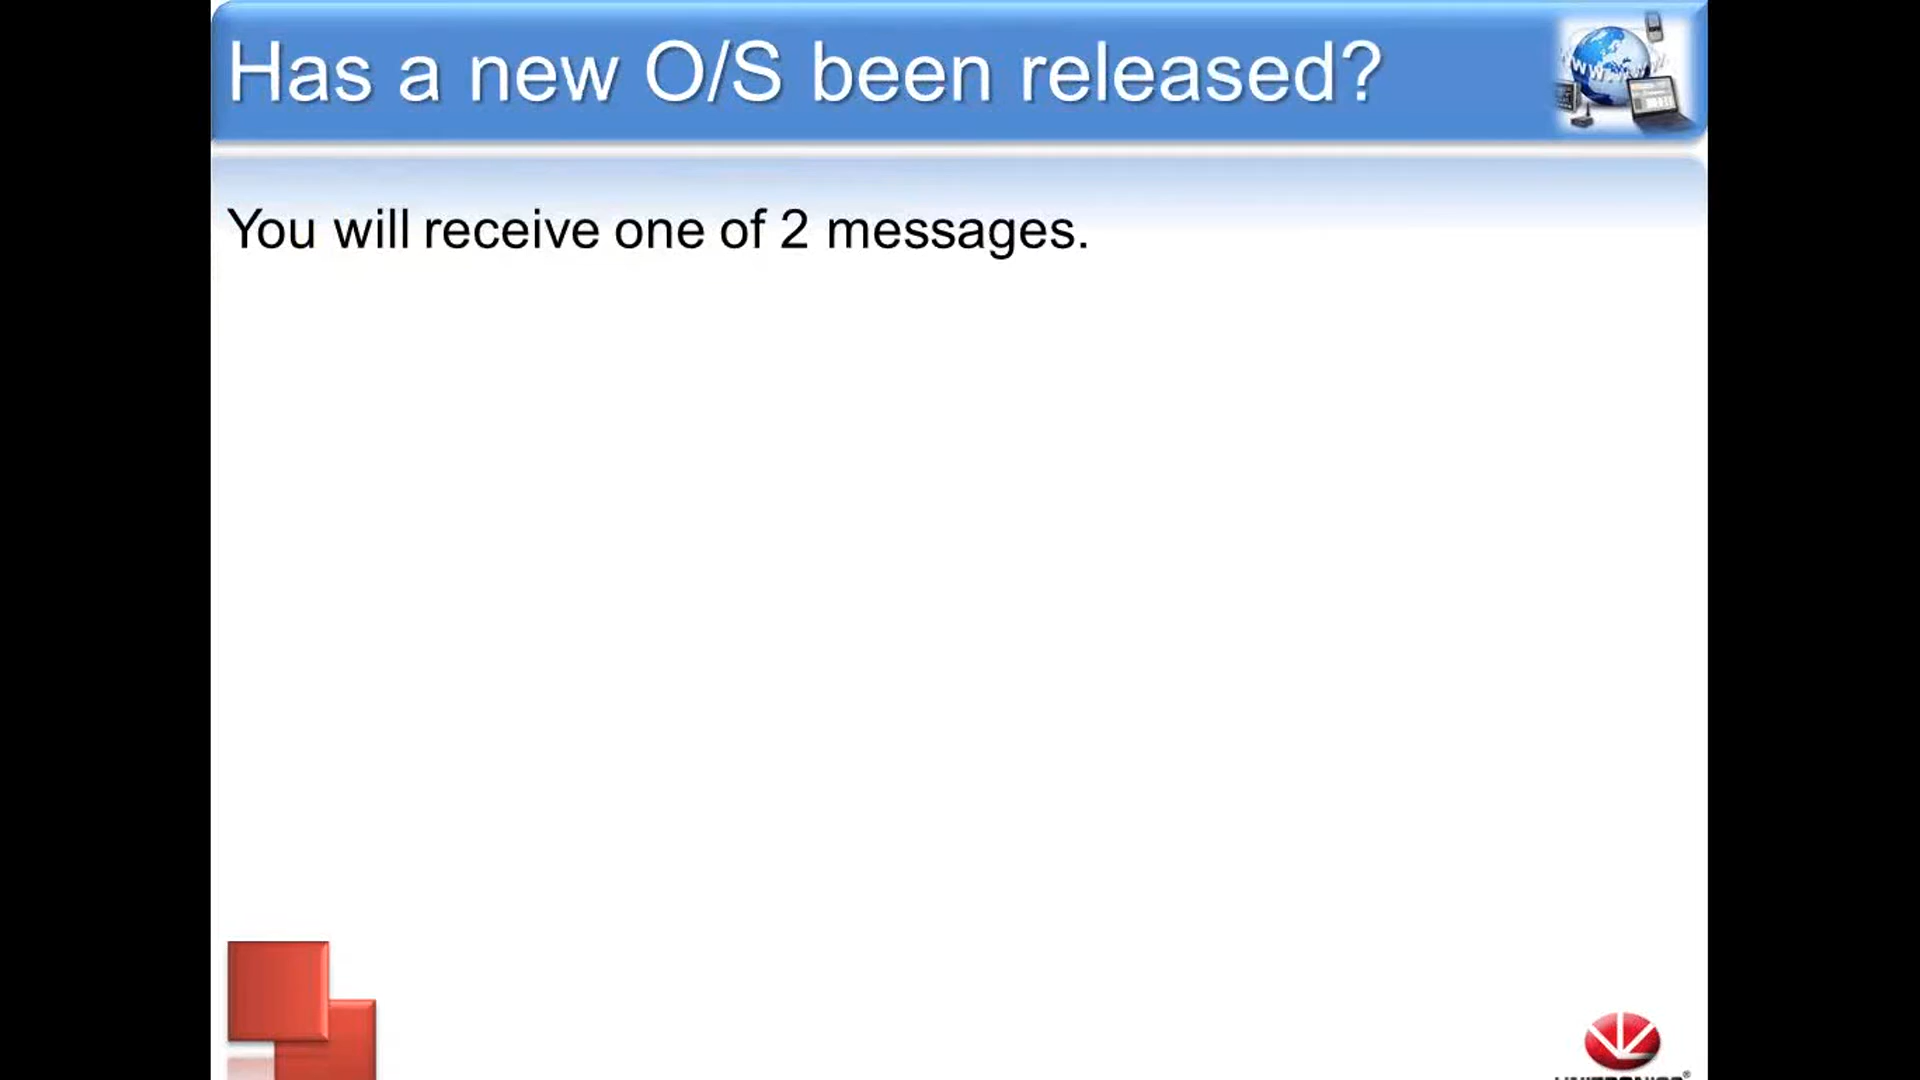 Has a new O/S been released?
You will receive one of 2 messages.